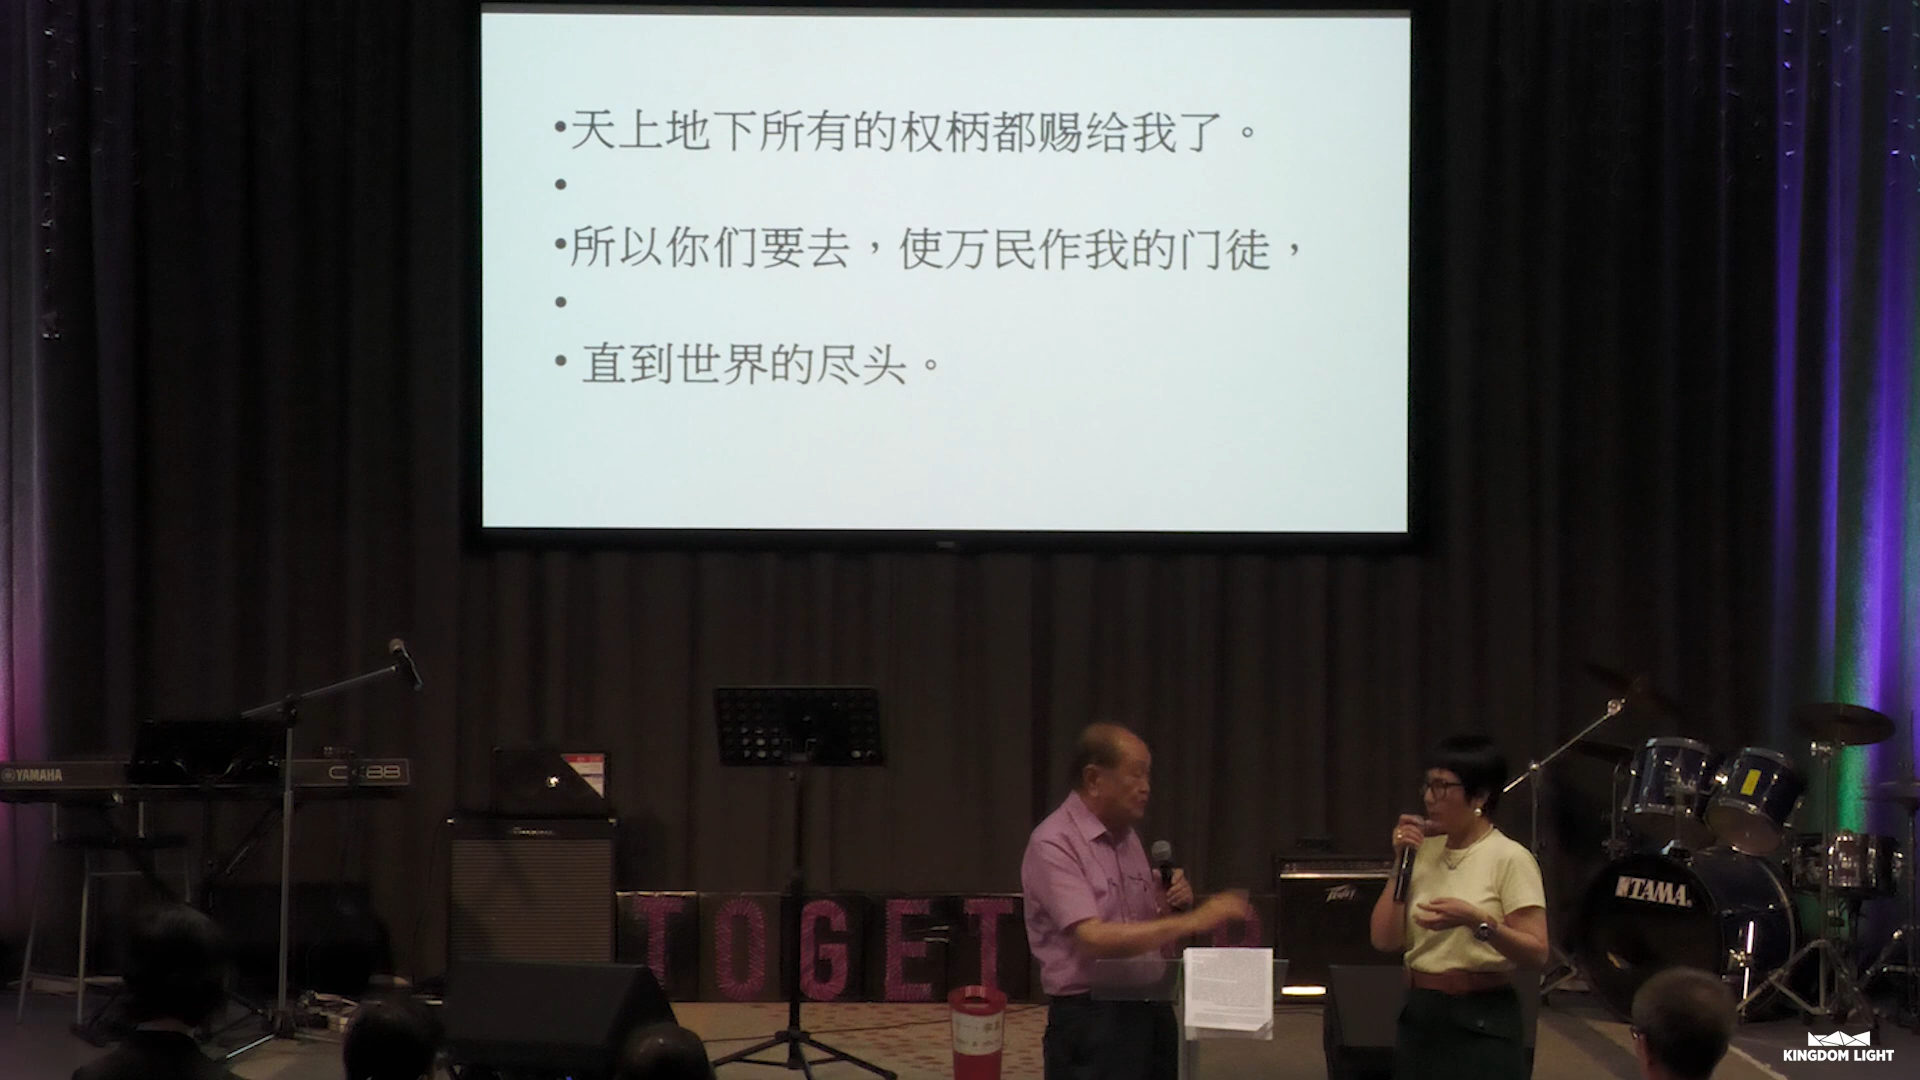 •天上地下所有的权柄都赐给我了。
•
•所以你们要去，使万民作我的门徒，
•
• 直到世界的尽头。
YAMAHA
CK88
TOGET
R
Peavey
TAMA
KINGDOM LIGHT